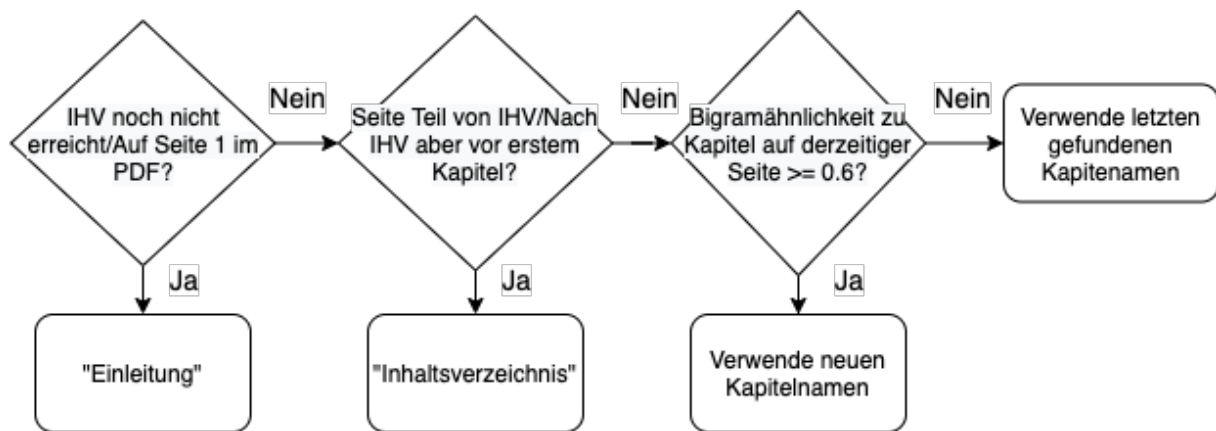 IHV noch nicht
erreicht/Auf Seite 1 im
PDF?
Nein
Seite Teil von IHV/Nach
IHV aber vor erstem
Kapitel?
Nein
Bigramähnlichkeit zu
Kapitel auf derzeitiger
Seite >= 0.6?
Nein
Verwende letzten
gefundenen
Kapitenamen
Ja
Ja
Ja
"Einleitung"
"Inhaltsverzeichnis"
Verwende neuen
Kapitelnamen